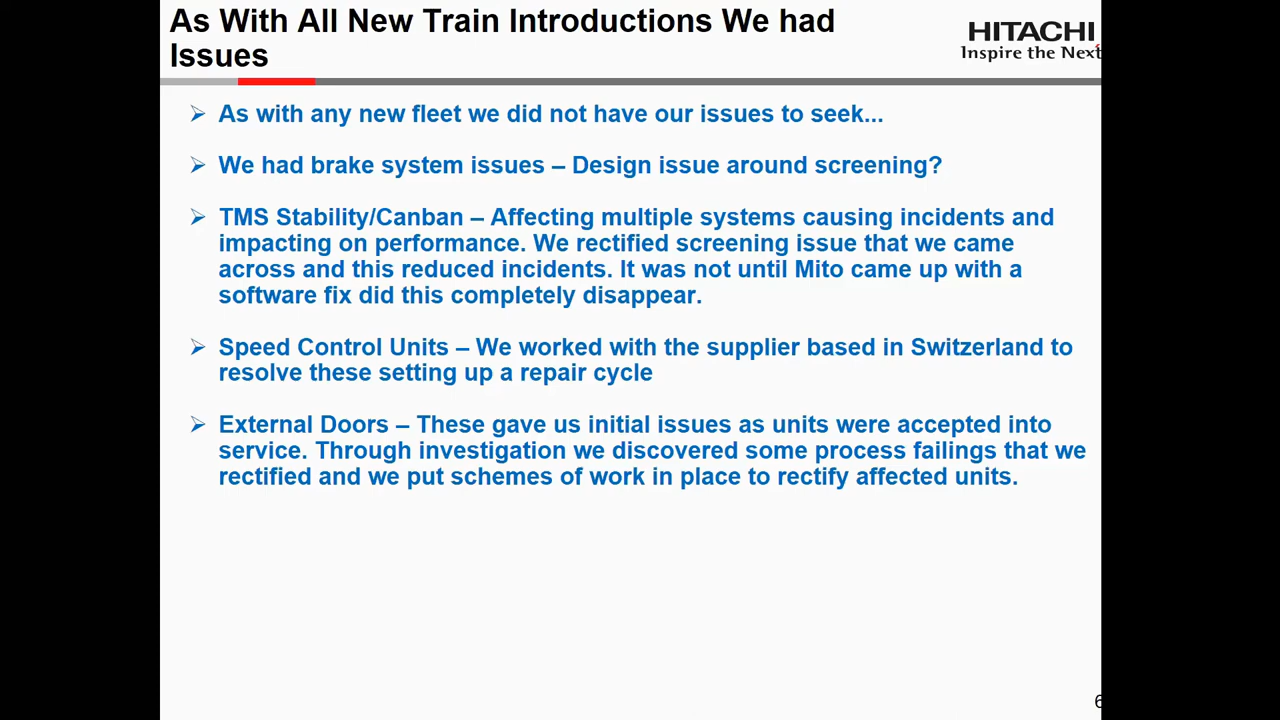 As With All New Train Introductions We had
Issues
HITACHI
Inspire the Next
As with any new fleet we did not have our issues to seek...
We had brake system issues – Design issue around screening?
TMS Stability/Canban – Affecting multiple systems causing incidents and
impacting on performance. We rectified screening issue that we came
across and this reduced incidents. It was not until Mito came up with a
software fix did this completely disappear.
Speed Control Units – We worked with the supplier based in Switzerland to
resolve these setting up a repair cycle
External Doors – These gave us initial issues as units were accepted into
service. Through investigation we discovered some process failings that we
rectified and we put schemes of work in place to rectify affected units.
6